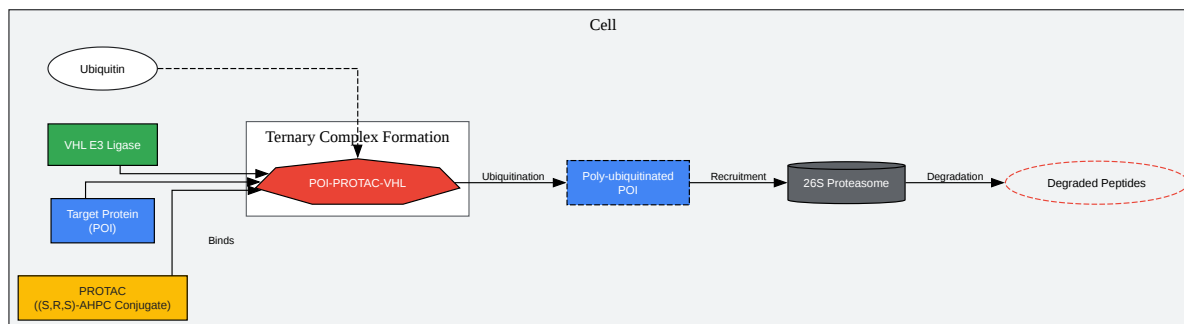 Cell
Ubiquitin
Ternary Complex Formation
VHL E3 Ligase
POI-PROTAC-VHL
Ubiquitination
Poly-ubiquitinated
POI
Recruitment
26S Proteasome
Degradation
Degraded Peptides
Target Protein
(POI)
Binds
PROTAC
((S,R,S)-AHPC Conjugate)